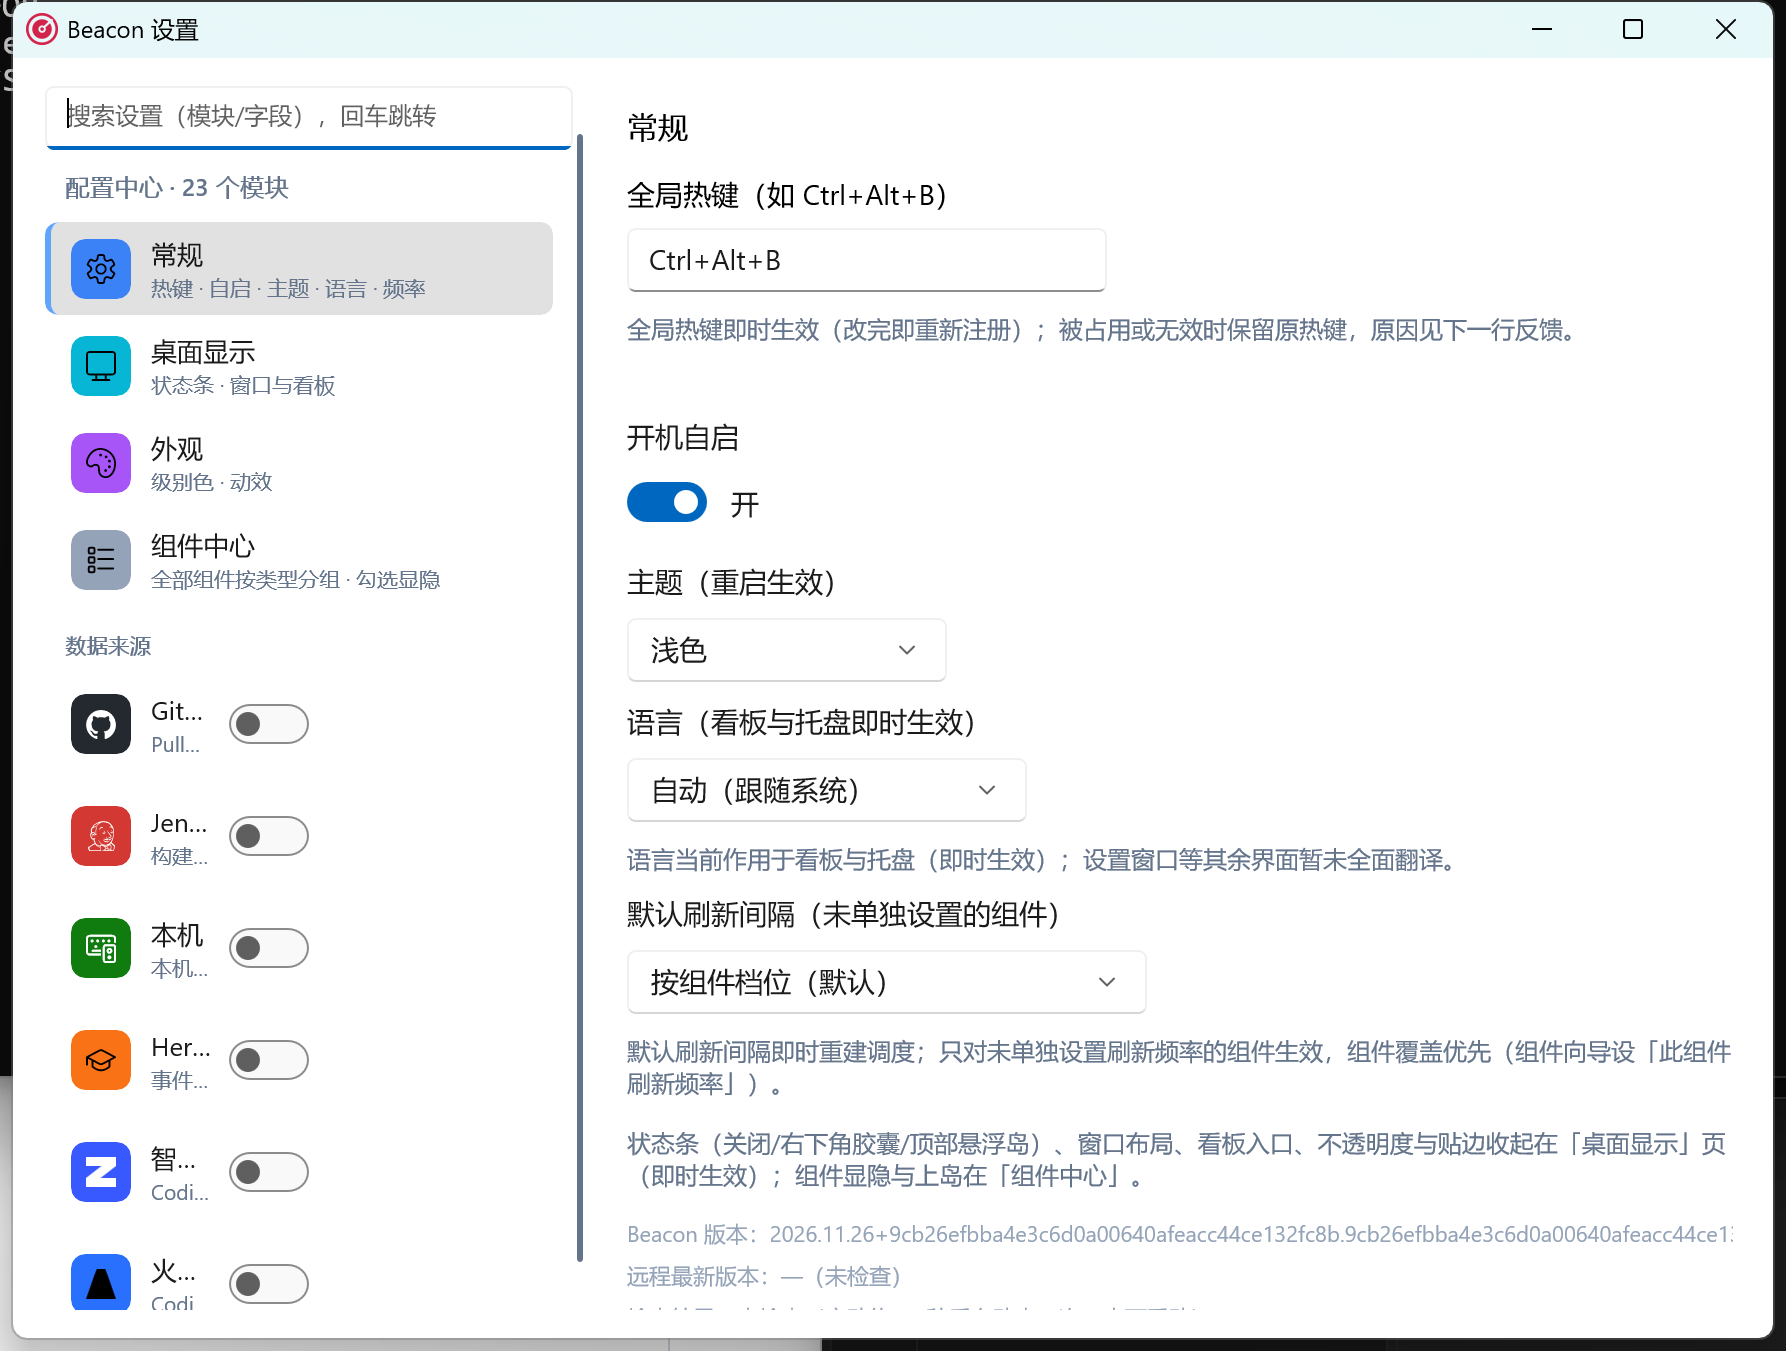 Beacon 设置
搜索设置（模块/字段），回车跳转
配置中心 · 23 个模块
常规
热键 · 自启 · 主题 · 语言 · 频率
桌面显示
状态条 · 窗口与看板
外观
级别色 · 动效
组件中心
全部组件按类型分组 · 勾选显隐
数据来源
Git...
Pull...
Jen...
构建...
本机
本机...
Her...
事件...
智...
Codi...
火...
Codi
常规
全局热键（如 Ctrl+Alt+B）
Ctrl+Alt+B
全局热键即时生效（改完即重新注册）；被占用或无效时保留原热键，原因见下一行反馈。
开机自启
开
主题（重启生效）
浅色
语言（看板与托盘即时生效）
自动（跟随系统）
语言当前作用于看板与托盘（即时生效）；设置窗口等其余界面暂未全面翻译。
默认刷新间隔（未单独设置的组件）
按组件档位（默认）
默认刷新间隔即时重建调度；只对未单独设置刷新频率的组件生效，组件覆盖优先（组件向导设「此组件
刷新频率」）。
状态条（关闭/右下角胶囊/顶部悬浮岛）、窗口布局、看板入口、不透明度与贴边收起在「桌面显示」页
（即时生效）；组件显隐与上岛在「组件中心」。
Beacon 版本：2026.11.26+9cb26efbba4e3c6d0a00640afeacc44ce132fc8b.9cb26efbba4e3c6d0a00640afeacc44ce1
远程最新版本：—（未检查）